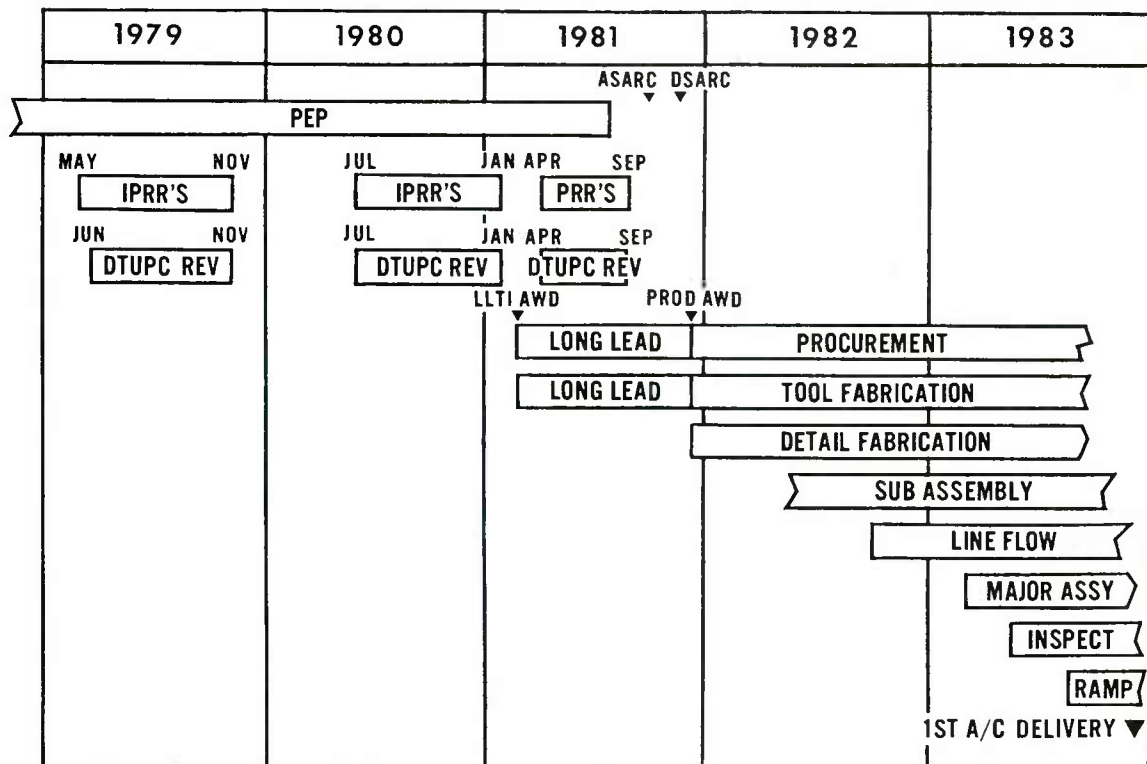 1979 1980 1981 1982 1983
ASARC DSARC
PEP
MAY NOV JUL JAN APR SEP
IPRR'S IPRR'S PRR'S
JUN NOV JUL JAN APR SEP
DTUPC REV DTUPC REV DTUPC REV
LLTI AWD PROD AWD
LONG LEAD PROCUREMENT
LONG LEAD TOOL FABRICATION
DETAIL FABRICATION
SUB ASSEMBLY
LINE FLOW
MAJOR ASSY
INSPECT
RAMP
1ST A/C DELIVERY